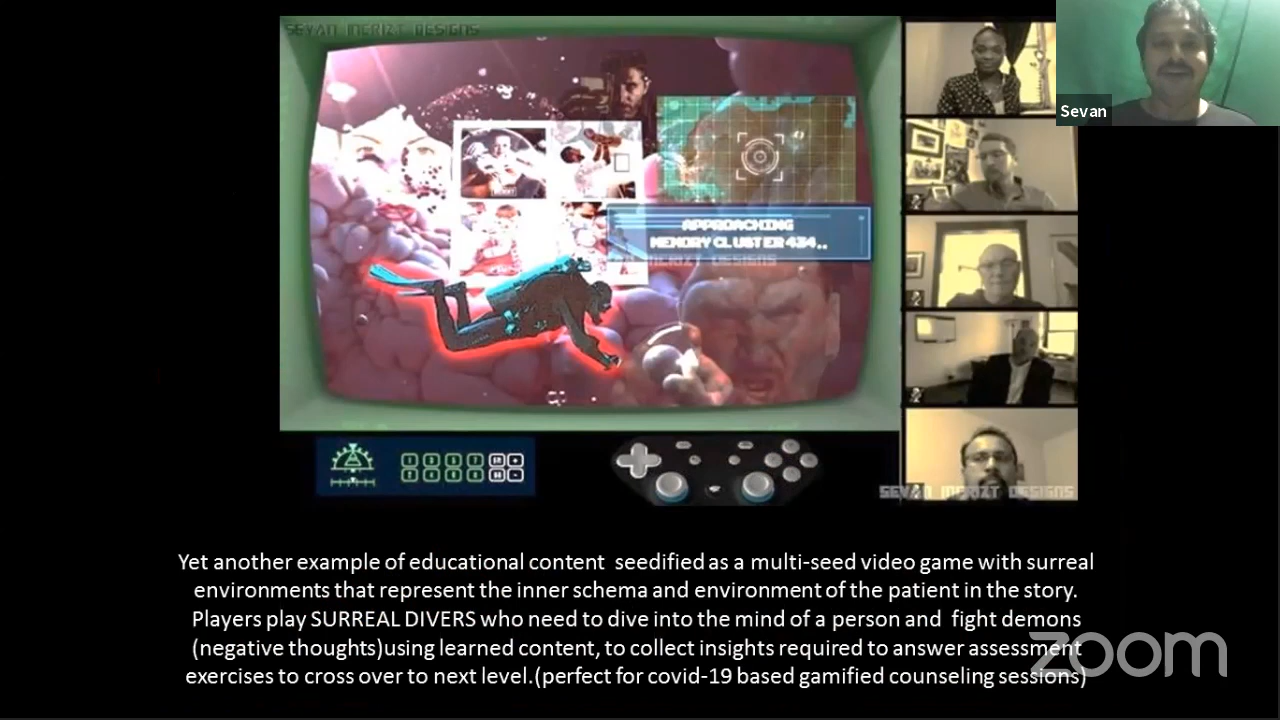 SEVAN MCRIZT DESIGNS
Sevan
APPROACHING
MEMORY CLUSTER 434..
MCRIZT DESIGNS
SEVAN MCRIZT DESIGNS
Yet another example of educational content seedified as a multi-seed video game with surreal
environments that represent the inner schema and environment of the patient in the story.
Players play SURREAL DIVERS who need to dive into the mind of a person and fight demons
(negative thoughts)using learned content, to collect insights required to answer assessment
exercises to cross over to next level.(perfect for covid-19 based gamified counseling sessions)
zoom